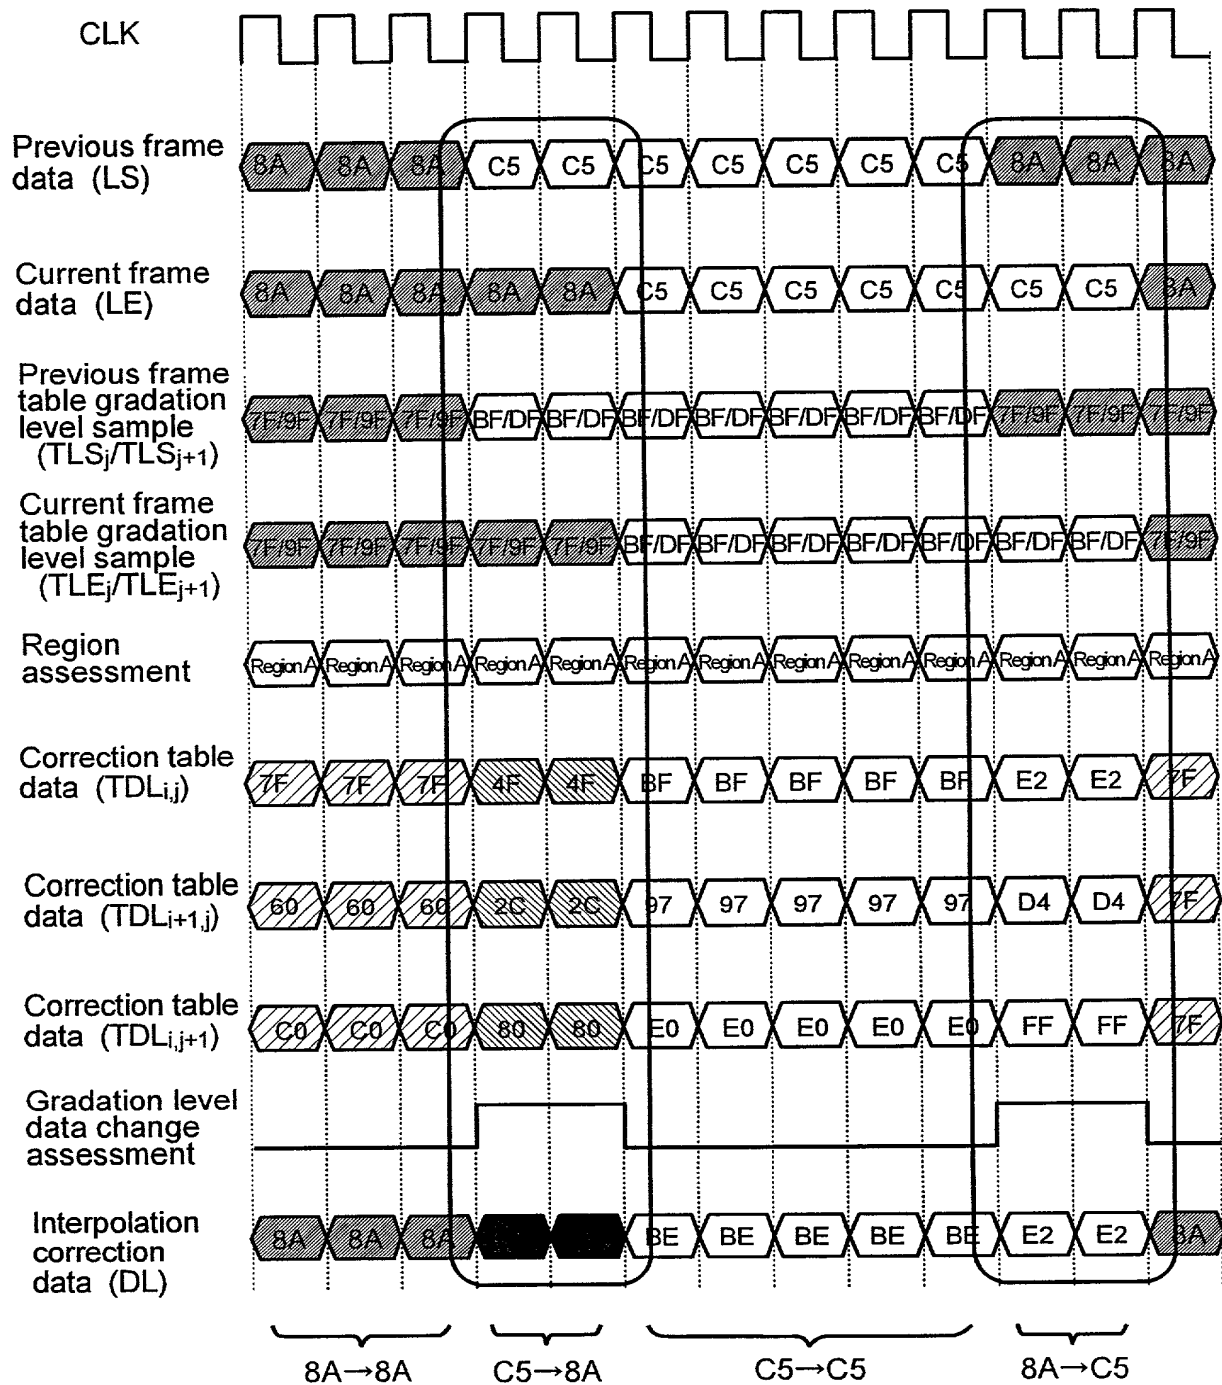 CLK
Previous frame
data (LS)
8A 8A 8A C5 C5 C5 C5 C5 C5 C5 8A 8A 8A
Current frame
data (LE)
8A 8A 8A 8A 8A C5 C5 C5 C5 C5 C5 C5 8A
Previous frame
table gradation
level sample
(TLSj/TLSj+1)
7F/9F 7F/9F 7F/9F BF/DF BF/DF BF/DF BF/DF BF/DF BF/DF BF/DF 7F/9F 7F/9F 7F/9F
Current frame
table gradation
level sample
(TLEj/TLEj+1)
7F/9F 7F/9F 7F/9F 7F/9F 7F/9F BF/DF BF/DF BF/DF BF/DF BF/DF BF/DF BF/DF 7F/9F
Region
assessment
Region A Region A Region A Region A Region A Region A Region A Region A Region A Region A Region A Region A Region A
Correction table
data (TDLi,j)
7F 7F 7F 4F 4F BF BF BF BF BF E2 E2 7F
Correction table
data (TDLi+1,j)
60 60 60 2C 2C 97 97 97 97 97 D4 D4 7F
Correction table
data (TDLi,j+1)
C0 C0 C0 80 80 E0 E0 E0 E0 E0 FF FF 7F
Gradation level
data change
assessment
Interpolation
correction
data (DL)
8A 8A 8A BE BE BE BE BE E2 E2 8A
8A→8A C5→8A C5→C5 8A→C5